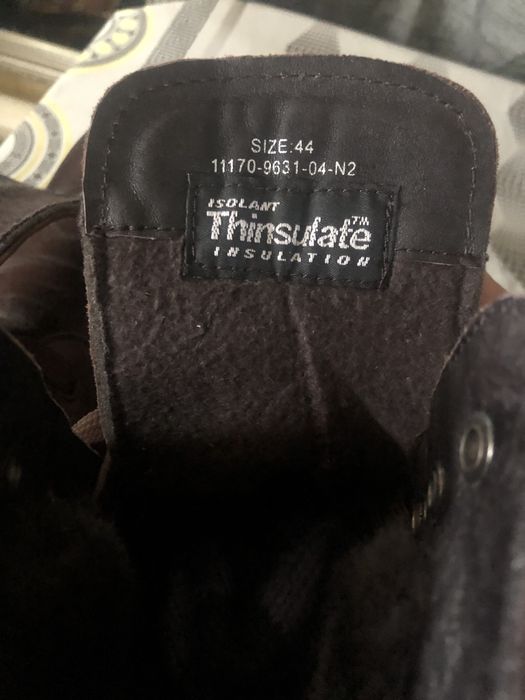 SIZE:44
11170-9631-04-N2
ISOLANT
Thinsulate™
INSULATION